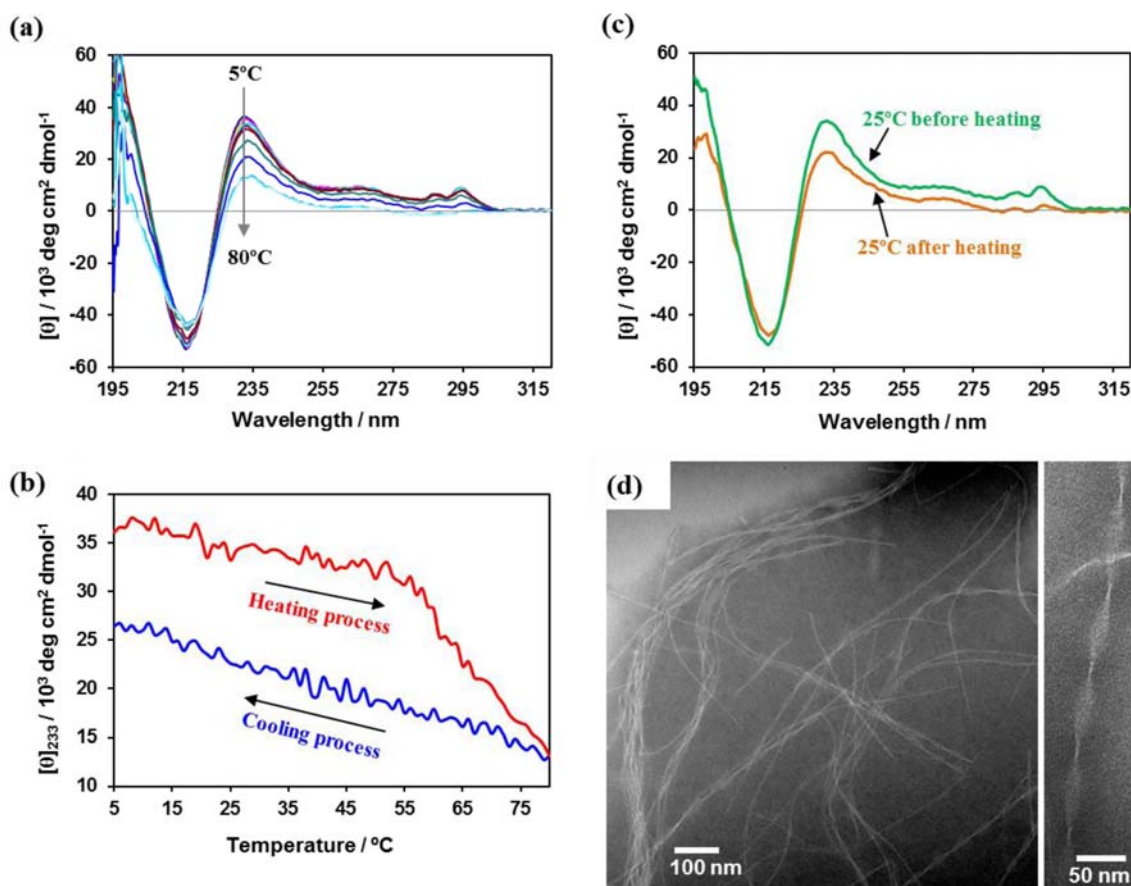 (a)
60
40
20
0
-20
-40
-60
[θ] / 10³ deg cm² dmol⁻¹
5ºC
80ºC
195 215 235 255 275 295 315
Wavelength / nm
(c)
60
40
20
0
-20
-40
-60
[θ] / 10³ deg cm² dmol⁻¹
25ºC before heating
25ºC after heating
195 215 235 255 275 295 315
Wavelength / nm
(b)
40
35
30
25
20
15
10
[θ]₂₃₃ / 10³ deg cm² dmol⁻¹
Heating process
Cooling process
5 15 25 35 45 55 65 75
Temperature / ºC
(d)
100 nm
50 nm